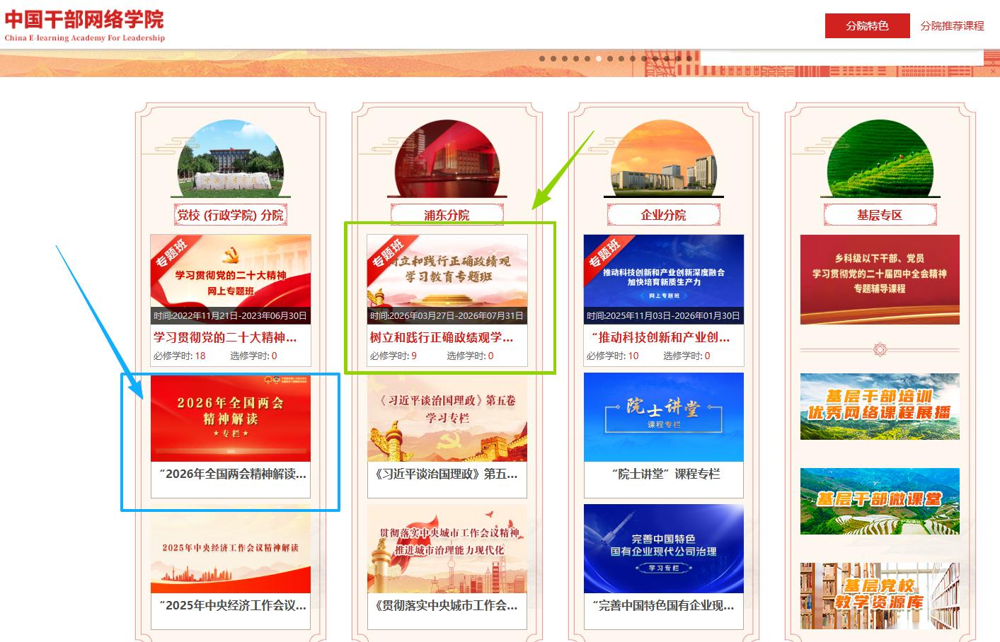 中国干部网络学院
China E-learning Academy For Leadership
分院特色
分院推荐课程
党校 (行政学院) 分院
专题班
学习贯彻党的二十大精神
网上专题班
时间:2022年11月21日-2023年06月30日
学习贯彻党的二十大精神...
必修学时: 18
选修学时: 0
2026年全国两会
精神解读
★专栏★
“2026年全国两会精神解读...
2025年中央经济工作会议精神解读
“2025年中央经济工作会议...
浦东分院
专题班
树立和践行正确政绩观
学习教育专题班
时间:2026年03月27日-2026年07月31日
树立和践行正确政绩观学...
必修学时: 9
选修学时: 0
《习近平谈治国理政》第五卷
学习专栏
《习近平谈治国理政》第五...
贯彻落实中央城市工作会议精神
推进城市治理能力现代化
《贯彻落实中央城市工作会...
企业分院
专题班
推动科技创新和产业创新深度融合
加快培育新质生产力
网上专题班
时间:2025年11月03日-2026年01月30日
“推动科技创新和产业创...
必修学时: 10
选修学时: 0
院士讲堂
课程专栏
“院士讲堂”课程专栏
完善中国特色
国有企业现代公司治理
学习专栏
“完善中国特色国有企业现...
基层专区
乡科级以下干部、党员
学习贯彻党的二十届四中全会精神
专题辅导课程
基层干部培训
优秀网络课程展播
基层干部微课堂
基层党校
教学资源库